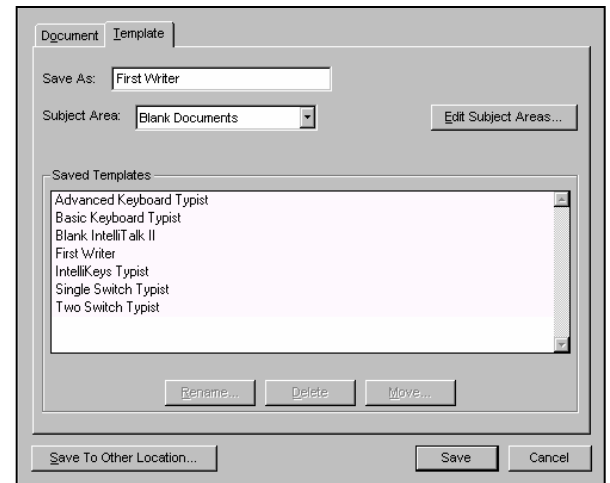 Document Template
Save As: First Writer
Subject Area: Blank Documents Edit Subject Areas...
Saved Templates
Advanced Keyboard Typist
Basic Keyboard Typist
Blank IntelliTalk II
First Writer
IntelliKeys Typist
Single Switch Typist
Two Switch Typist
Rename... Delete Move...
Save To Other Location... Save Cancel